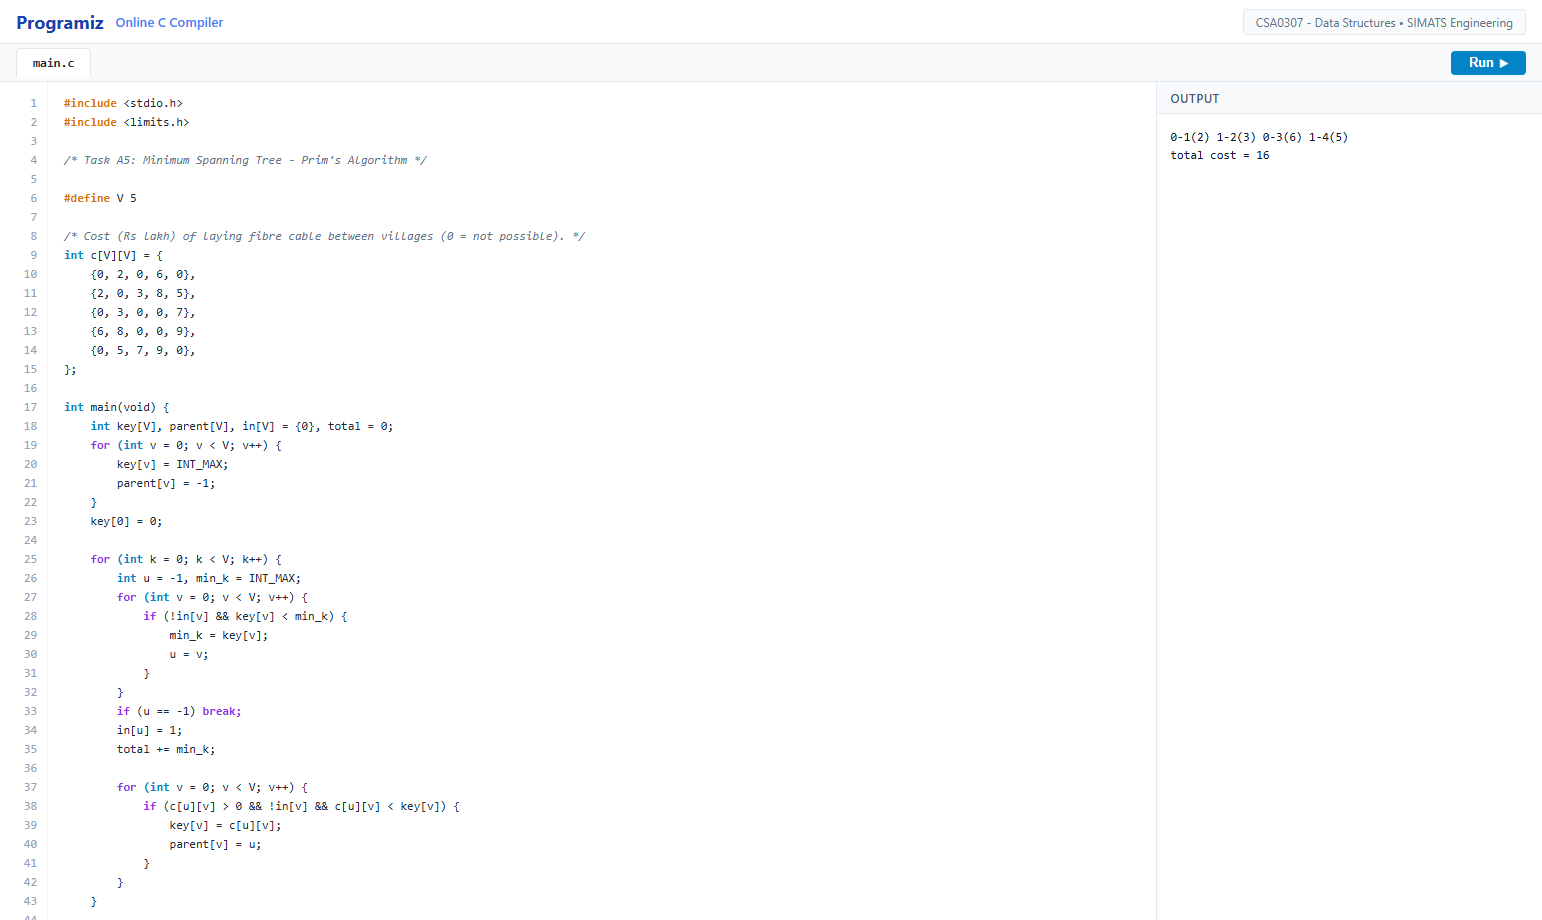 Programiz Online C Compiler
CSA0307 - Data Structures • SIMATS Engineering
main.c
Run ▶
1 #include <stdio.h>
2 #include <limits.h>
3
4 /* Task A5: Minimum Spanning Tree - Prim's Algorithm */
5
6 #define V 5
7
8 /* Cost (Rs lakh) of laying fibre cable between villages (0 = not possible). */
9 int c[V][V] = {
10     {0, 2, 0, 6, 0},
11     {2, 0, 3, 8, 5},
12     {0, 3, 0, 0, 7},
13     {6, 8, 0, 0, 9},
14     {0, 5, 7, 9, 0},
15 };
16
17 int main(void) {
18     int key[V], parent[V], in[V] = {0}, total = 0;
19     for (int v = 0; v < V; v++) {
20         key[v] = INT_MAX;
21         parent[v] = -1;
22     }
23     key[0] = 0;
24
25     for (int k = 0; k < V; k++) {
26         int u = -1, min_k = INT_MAX;
27         for (int v = 0; v < V; v++) {
28             if (!in[v] && key[v] < min_k) {
29                 min_k = key[v];
30                 u = v;
31             }
32         }
33         if (u == -1) break;
34         in[u] = 1;
35         total += min_k;
36
37         for (int v = 0; v < V; v++) {
38             if (c[u][v] > 0 && !in[v] && c[u][v] < key[v]) {
39                 key[v] = c[u][v];
40                 parent[v] = u;
41             }
42         }
43     }
44
OUTPUT
0-1(2) 1-2(3) 0-3(6) 1-4(5)
total cost = 16